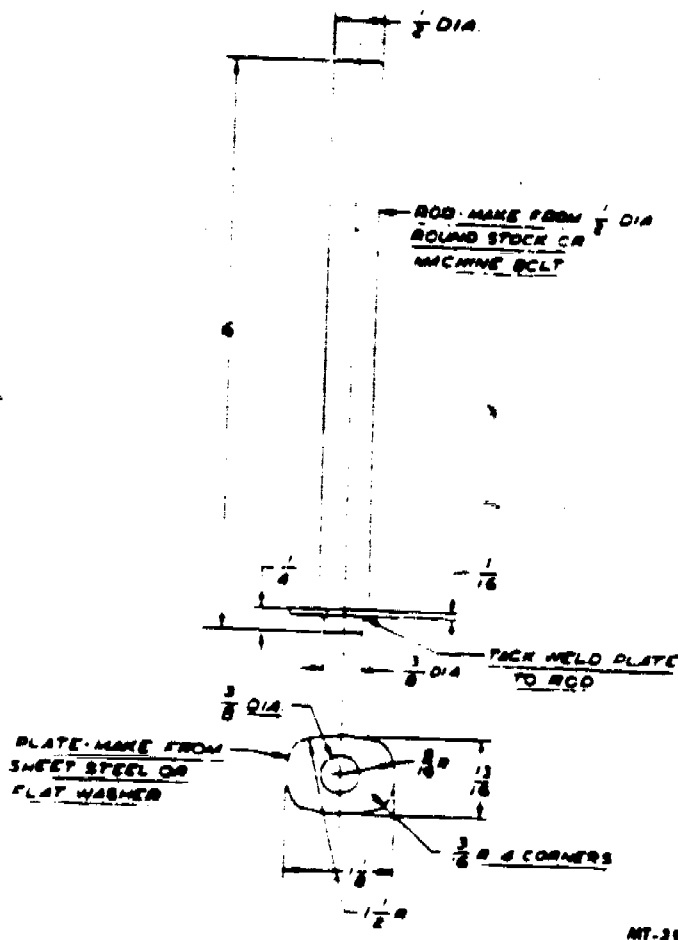 1/2 DIA.
ROD-MAKE FROM 1/2 DIA
ROUND STOCK OR
MACHINE BOLT
6
1/4
1/16
3/8 DIA
TACK WELD PLATE
TO ROD
3/8 DIA.
PLATE-MAKE FROM
SHEET STEEL OR
FLAT WASHER
13/16
R 4 CORNERS
1 1/2 R